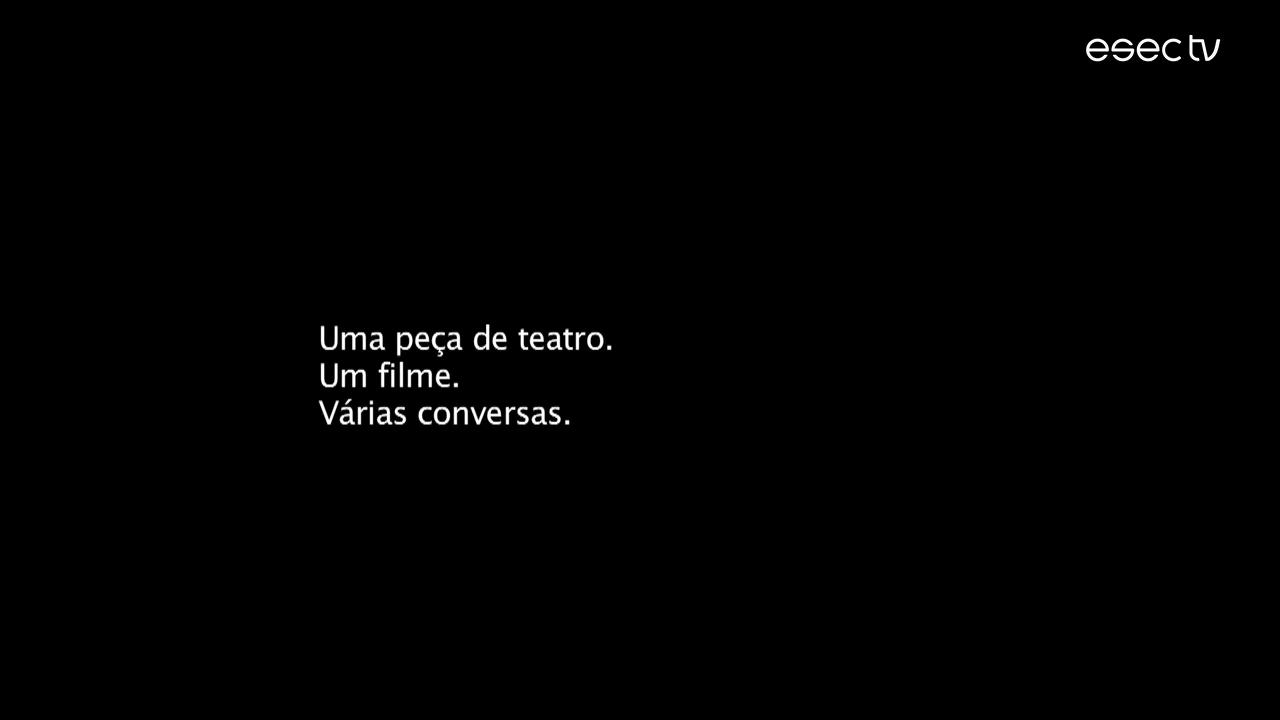 esec tv
Uma peça de teatro.
Um filme.
Várias conversas.